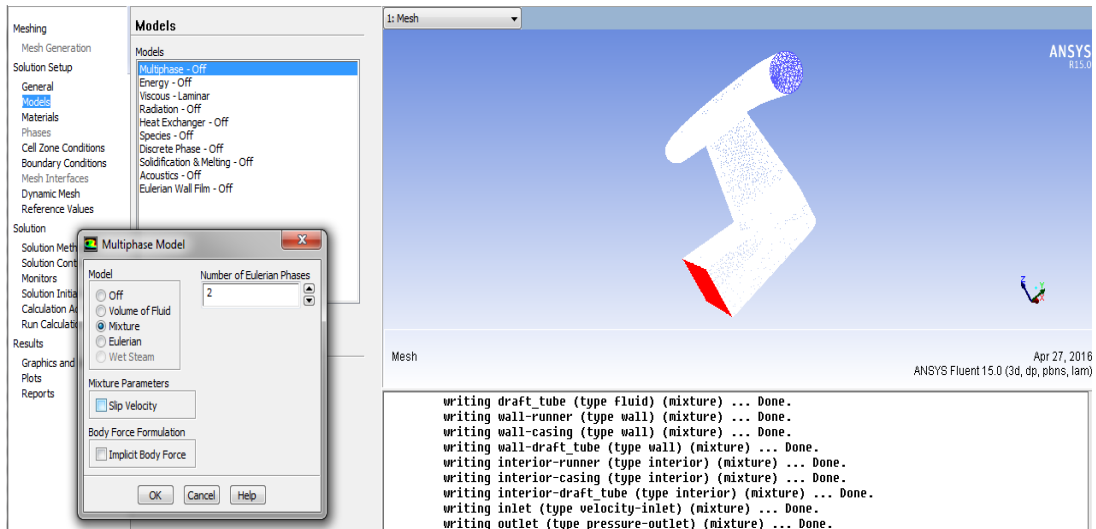 Meshing
Mesh Generation
Solution Setup
General
Models
Materials
Phases
Cell Zone Conditions
Boundary Conditions
Mesh Interfaces
Dynamic Mesh
Reference Values
Solution
Solution Meth
Solution Cont
Monitors
Solution Initia
Calculation Ac
Run Calculatio
Results
Graphics and
Plots
Reports
Models
Models
Multiphase - Off
Energy - Off
Viscous - Laminar
Radiation - Off
Heat Exchanger - Off
Species - Off
Discrete Phase - Off
Solidification & Melting - Off
Acoustics - Off
Eulerian Wall Film - Off
Multiphase Model
Model
Off
Volume of Fluid
Mixture
Eulerian
Wet Steam
Number of Eulerian Phases
2
Mixture Parameters
Slip Velocity
Body Force Formulation
Implicit Body Force
OK Cancel Help
1: Mesh
ANSYS
R15.0
Z
Y
X
Mesh
Apr 27, 2016
ANSYS Fluent 15.0 (3d, dp, pbns, lam)
writing draft_tube (type fluid) (mixture) ... Done.
writing wall-runner (type wall) (mixture) ... Done.
writing wall-casing (type wall) (mixture) ... Done.
writing wall-draft_tube (type wall) (mixture) ... Done.
writing interior-runner (type interior) (mixture) ... Done.
writing interior-casing (type interior) (mixture) ... Done.
writing interior-draft_tube (type interior) (mixture) ... Done.
writing inlet (type velocity-inlet) (mixture) ... Done.
writing outlet (type pressure-outlet) (mixture) ... Done.